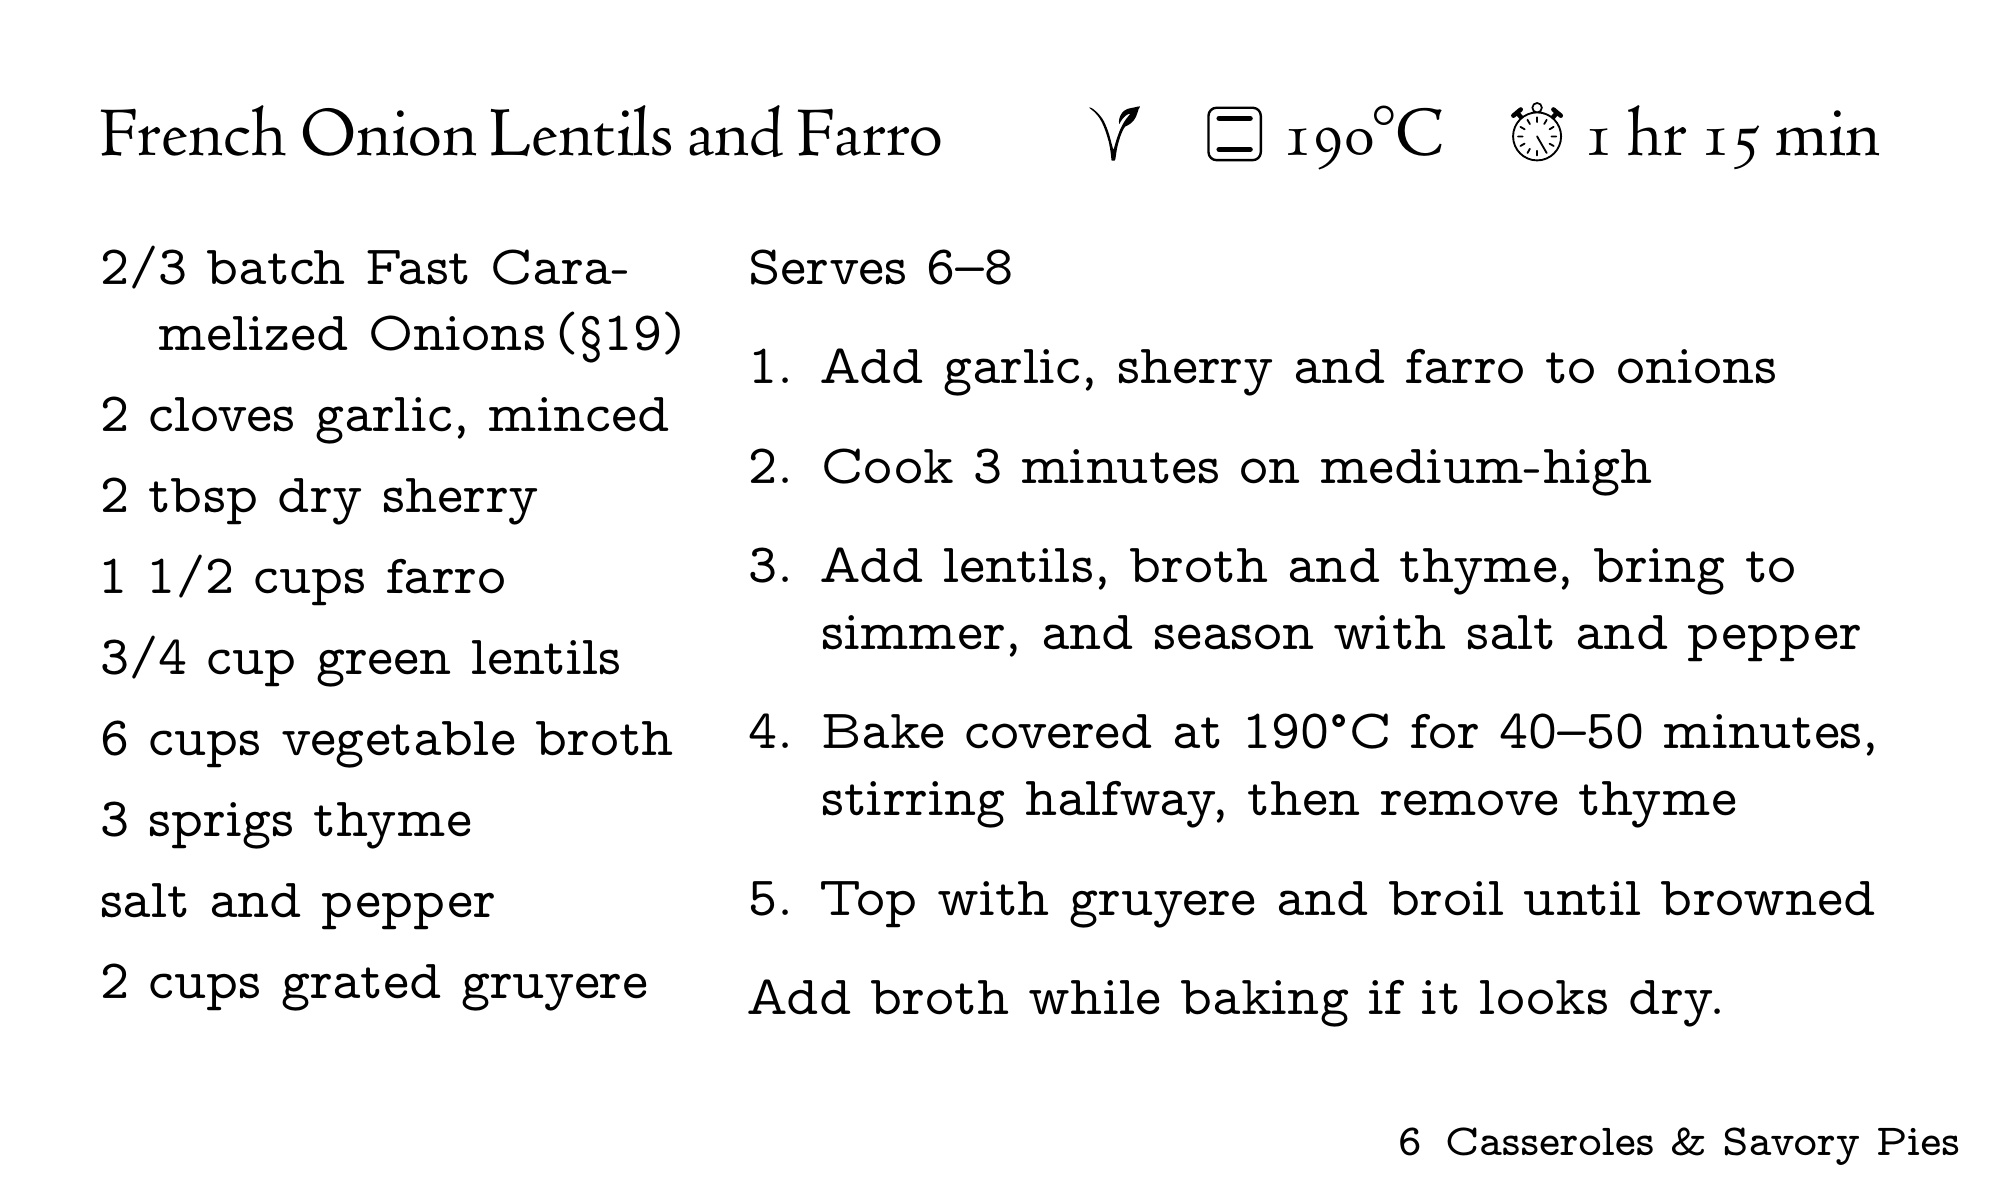 French Onion Lentils and Farro 190°C 1 hr 15 min
2/3 batch Fast Cara-
melized Onions (§19)
2 cloves garlic, minced
2 tbsp dry sherry
1 1/2 cups farro
3/4 cup green lentils
6 cups vegetable broth
3 sprigs thyme
salt and pepper
2 cups grated gruyere
Serves 6–8
1. Add garlic, sherry and farro to onions
2. Cook 3 minutes on medium-high
3. Add lentils, broth and thyme, bring to
simmer, and season with salt and pepper
4. Bake covered at 190°C for 40–50 minutes,
stirring halfway, then remove thyme
5. Top with gruyere and broil until browned
Add broth while baking if it looks dry.
6 Casseroles & Savory Pies